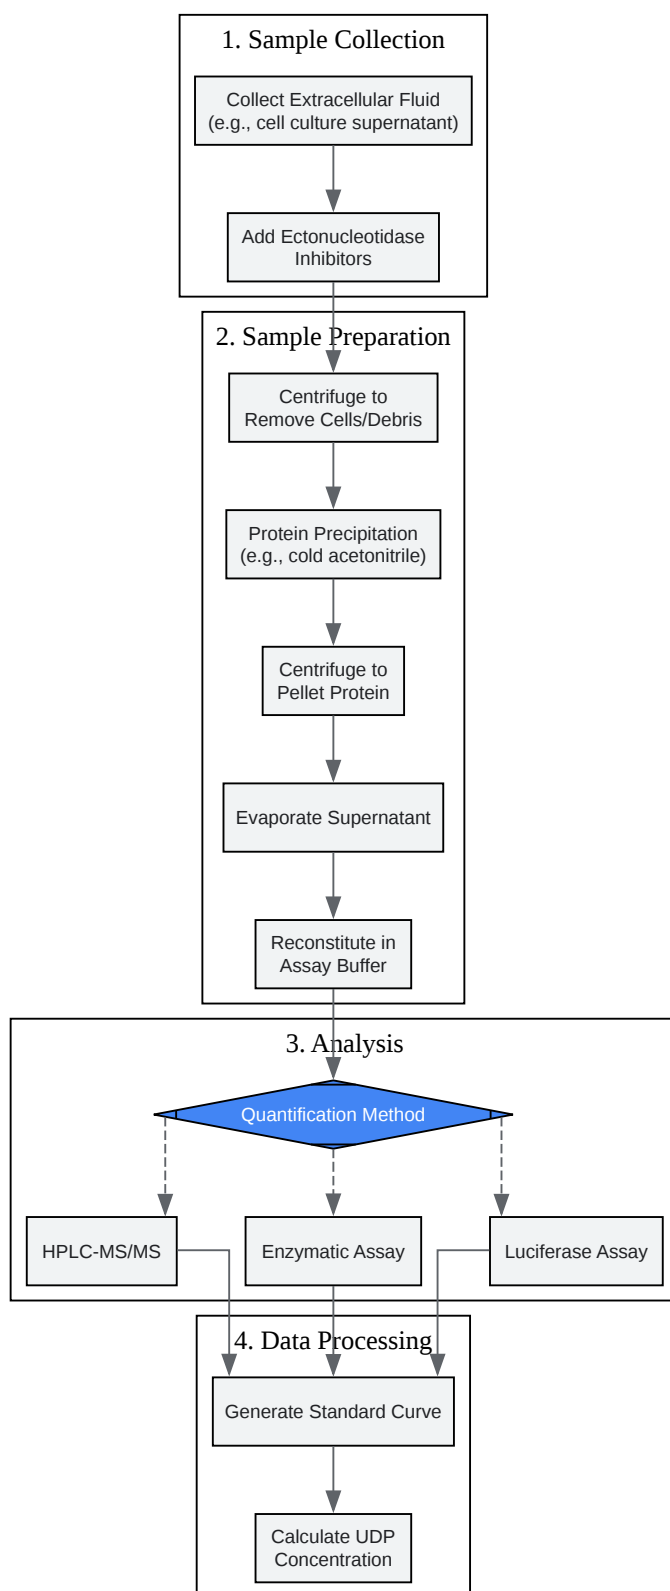 1. Sample Collection
Collect Extracellular Fluid
(e.g., cell culture supernatant)
Add Ectonucleotidase
Inhibitors
2. Sample Preparation
Centrifuge to
Remove Cells/Debris
Protein Precipitation
(e.g., cold acetonitrile)
Centrifuge to
Pellet Protein
Evaporate Supernatant
Reconstitute in
Assay Buffer
3. Analysis
Quantification Method
HPLC-MS/MS
Enzymatic Assay
Luciferase Assay
4. Data Processing
Generate Standard Curve
Calculate UDP
Concentration